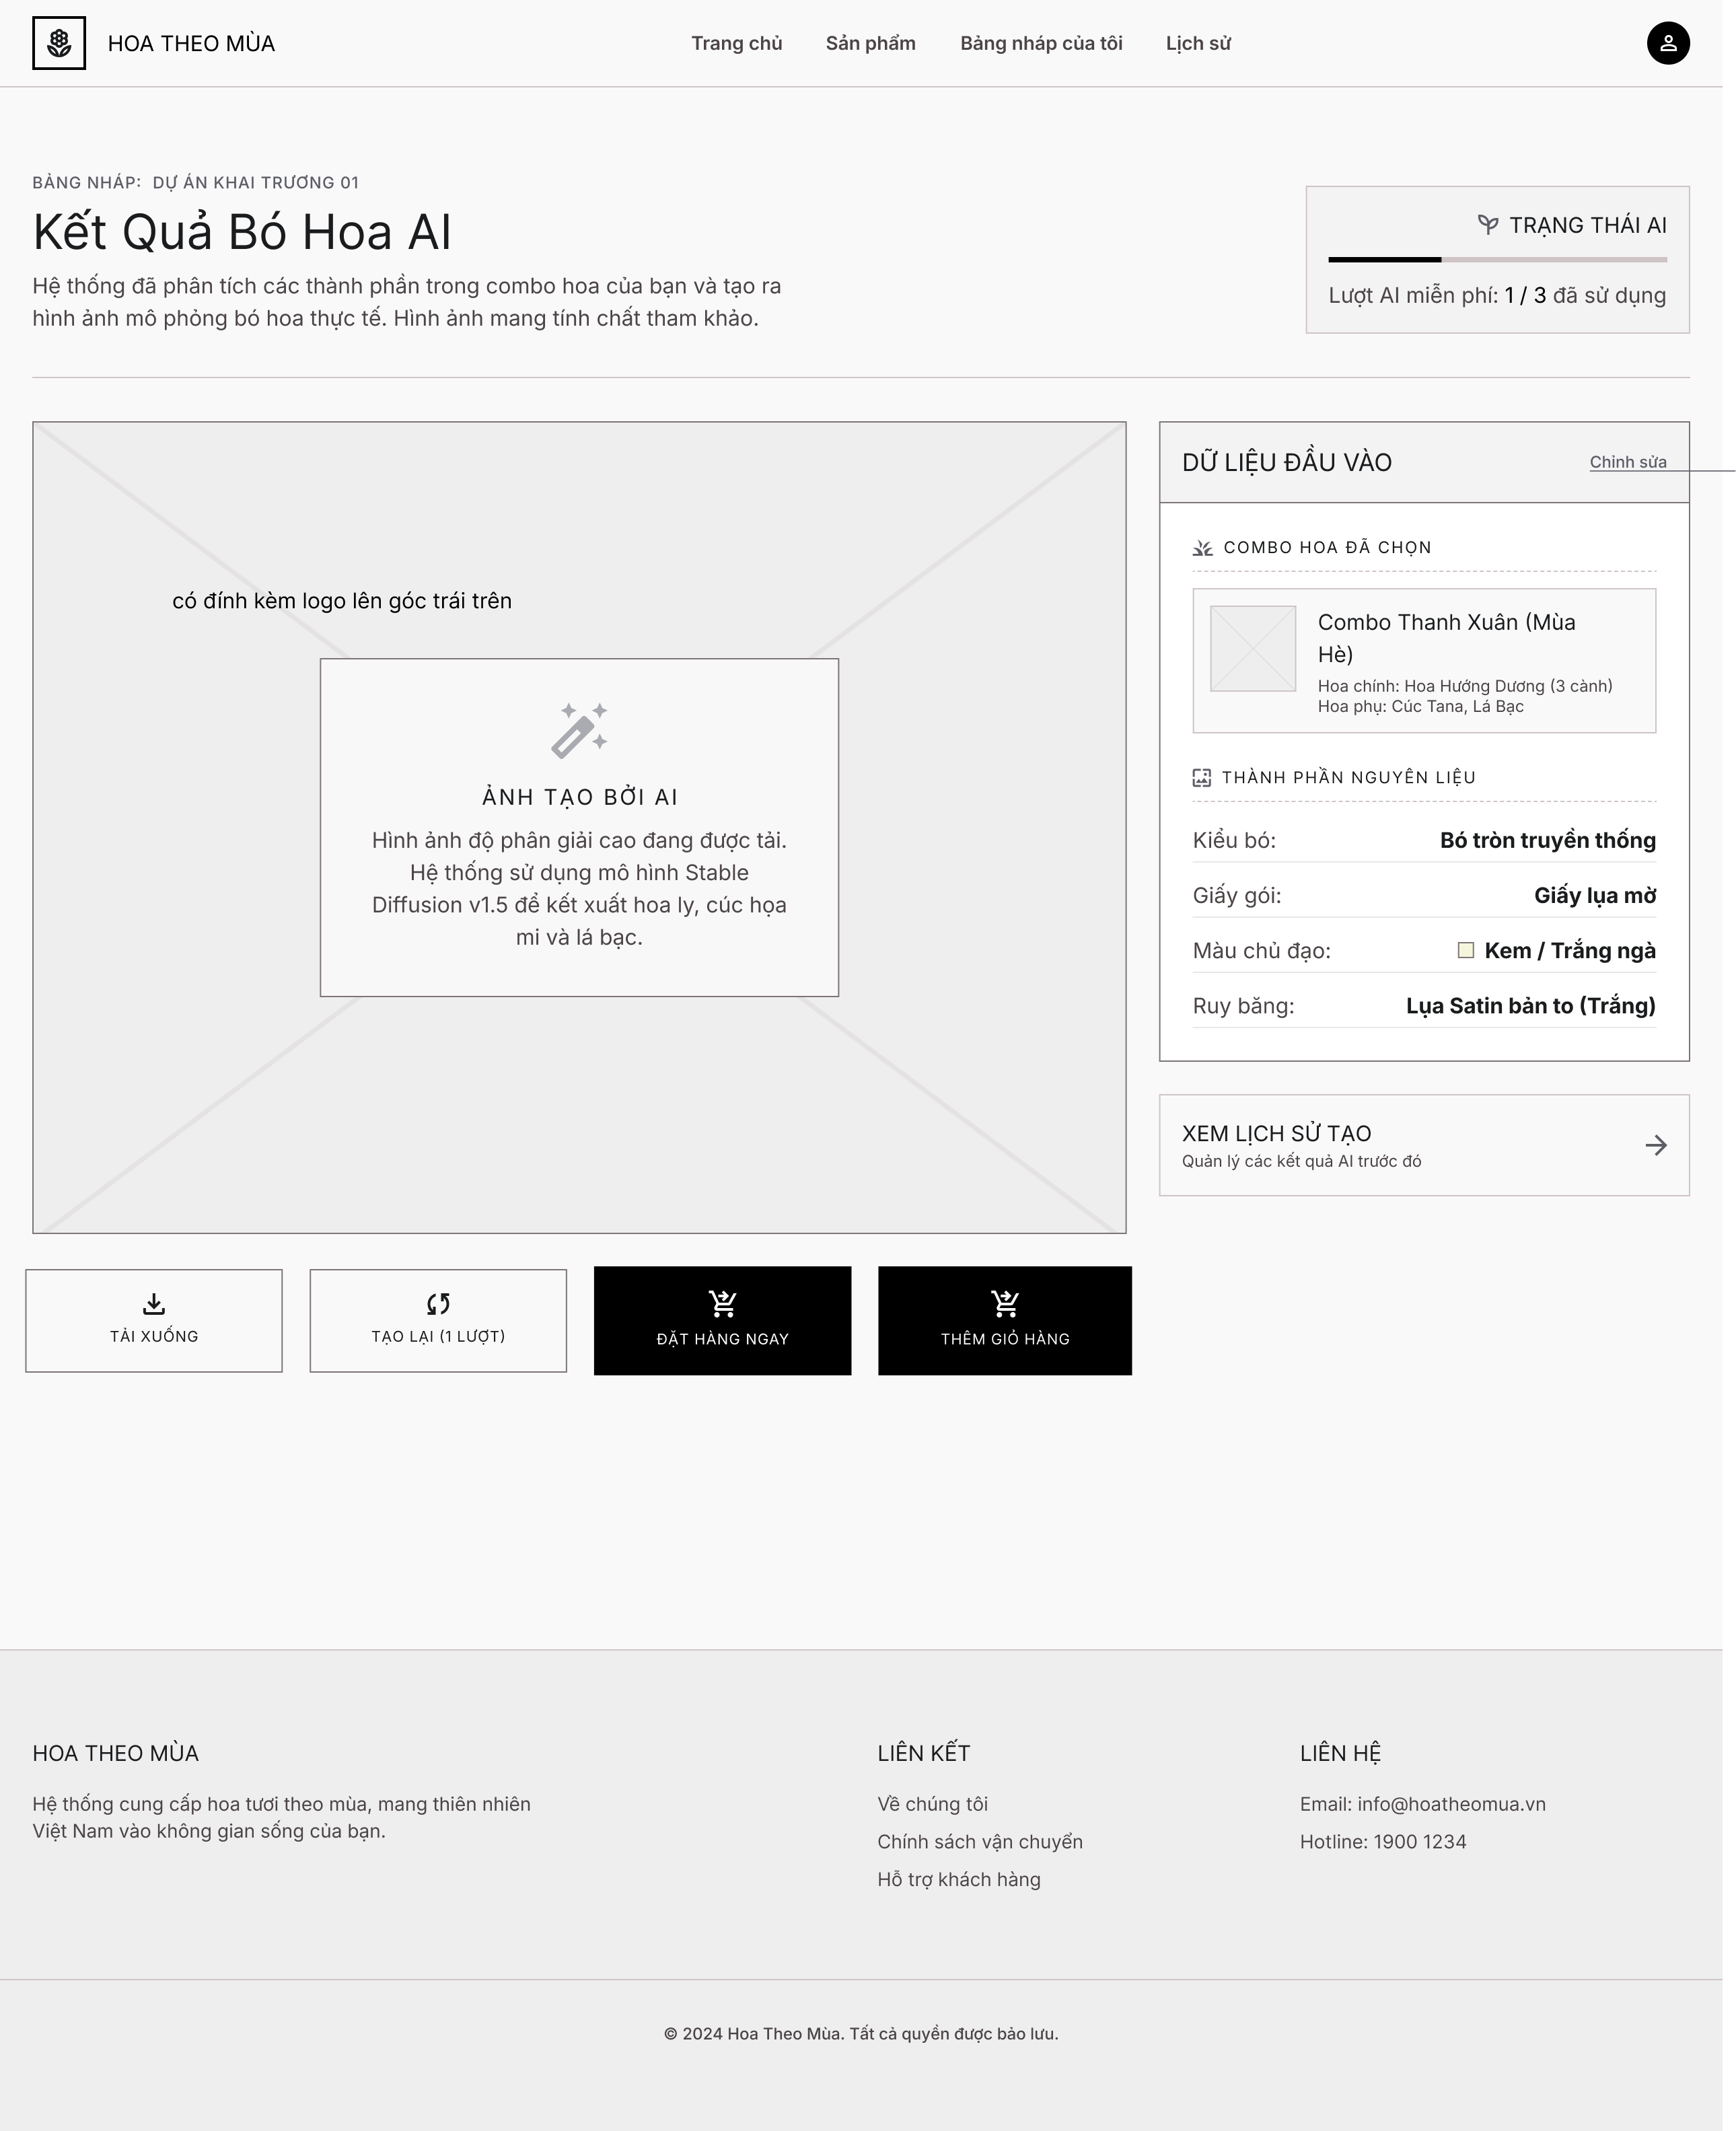 HOA THEO MÙA
Trang chủ
Sản phẩm
Bảng nháp của tôi
Lịch sử
BẢNG NHÁP: DỰ ÁN KHAI TRƯƠNG 01
Kết Quả Bó Hoa AI
Hệ thống đã phân tích các thành phần trong combo hoa của bạn và tạo ra
hình ảnh mô phỏng bó hoa thực tế. Hình ảnh mang tính chất tham khảo.
TRẠNG THÁI AI
Lượt AI miễn phí: 1 / 3 đã sử dụng
có đính kèm logo lên góc trái trên
ẢNH TẠO BỞI AI
Hình ảnh độ phân giải cao đang được tải.
Hệ thống sử dụng mô hình Stable
Diffusion v1.5 để kết xuất hoa ly, cúc họa
mi và lá bạc.
DỮ LIỆU ĐẦU VÀO
Chỉnh sửa
COMBO HOA ĐÃ CHỌN
Combo Thanh Xuân (Mùa
Hè)
Hoa chính: Hoa Hướng Dương (3 cành)
Hoa phụ: Cúc Tana, Lá Bạc
THÀNH PHẦN NGUYÊN LIỆU
Kiểu bó: Bó tròn truyền thống
Giấy gói: Giấy lụa mờ
Màu chủ đạo: Kem / Trắng ngà
Ruy băng: Lụa Satin bản to (Trắng)
XEM LỊCH SỬ TẠO
Quản lý các kết quả AI trước đó
TẢI XUỐNG
TẠO LẠI (1 LƯỢT)
ĐẶT HÀNG NGAY
THÊM GIỎ HÀNG
HOA THEO MÙA
Hệ thống cung cấp hoa tươi theo mùa, mang thiên nhiên
Việt Nam vào không gian sống của bạn.
LIÊN KẾT
Về chúng tôi
Chính sách vận chuyển
Hỗ trợ khách hàng
LIÊN HỆ
Email: info@hoatheomua.vn
Hotline: 1900 1234
© 2024 Hoa Theo Mùa. Tất cả quyền được bảo lưu.